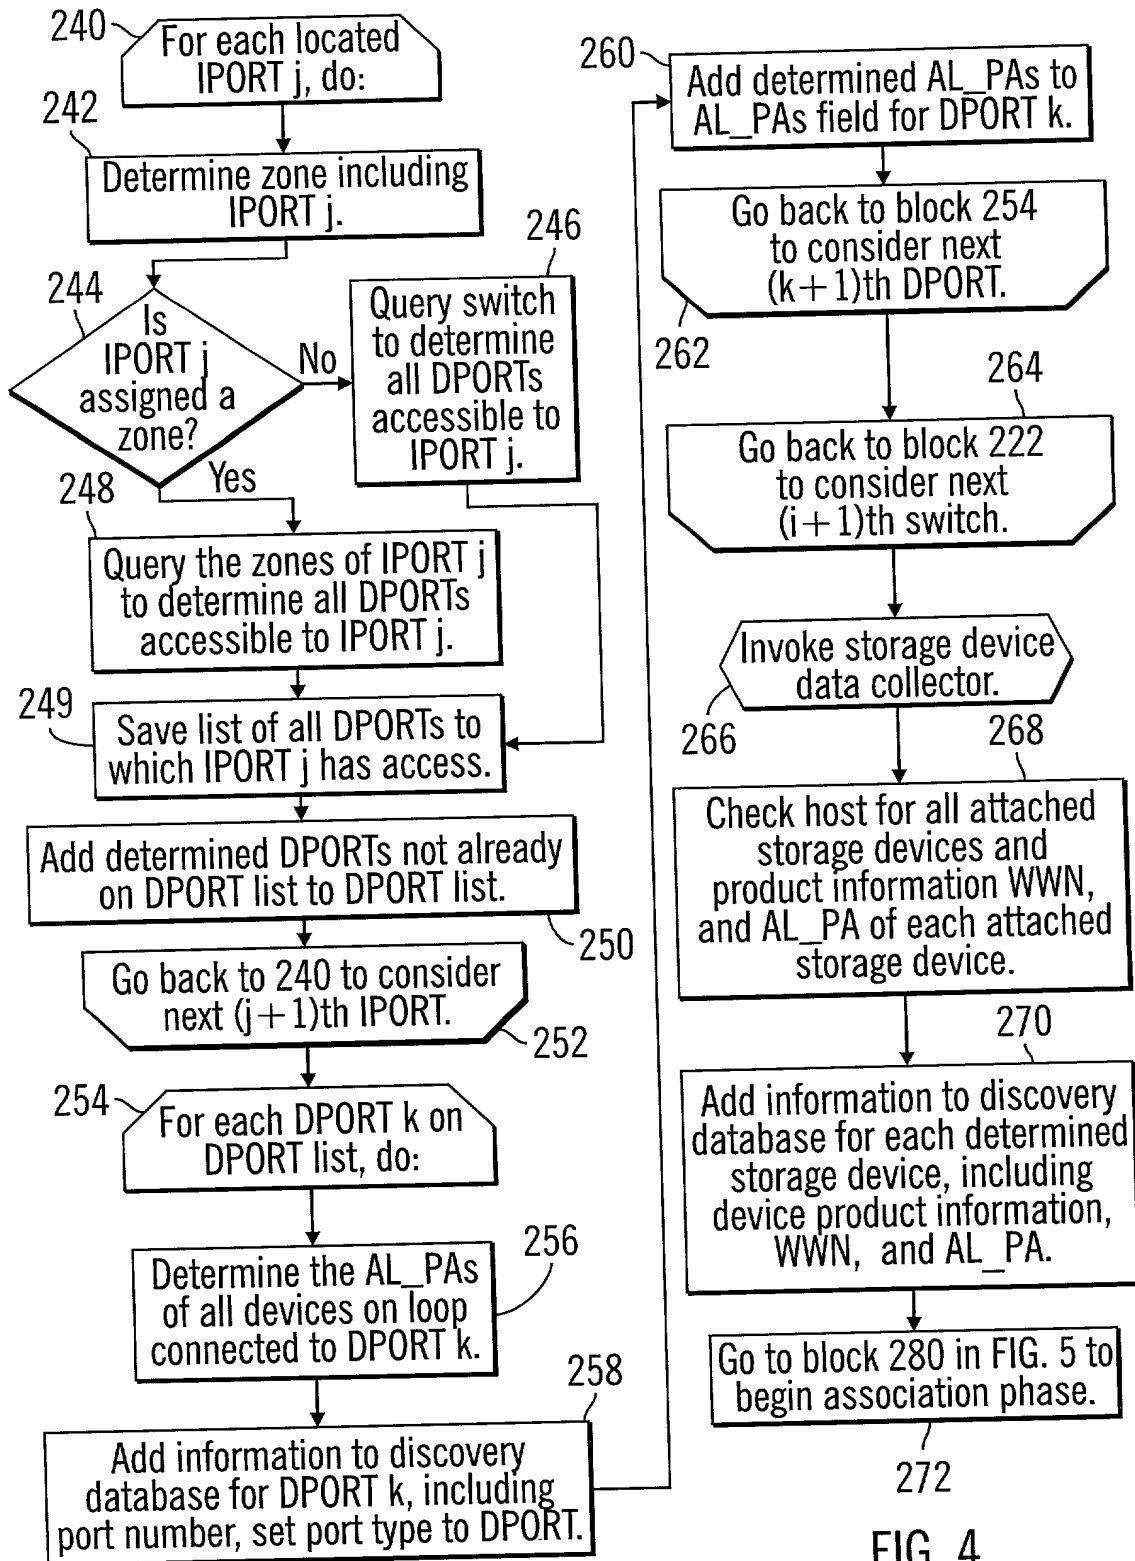 240
For each located
IPORT j, do:
242
Determine zone including
IPORT j.
244
Is
IPORT j
assigned a
zone?
No
Yes
246
Query switch
to determine
all DPORTs
accessible to
IPORT j.
248
Query the zones of IPORT j
to determine all DPORTs
accessible to IPORT j.
249
Save list of all DPORTs to
which IPORT j has access.
Add determined DPORTs not already
on DPORT list to DPORT list.
250
Go back to 240 to consider
next (j+1)th IPORT.
252
254
For each DPORT k on
DPORT list, do:
256
Determine the AL_PAs
of all devices on loop
connected to DPORT k.
258
Add information to discovery
database for DPORT k, including
port number, set port type to DPORT.
260
Add determined AL_PAs to
AL_PAs field for DPORT k.
Go back to block 254
to consider next
(k+1)th DPORT.
262
264
Go back to block 222
to consider next
(i+1)th switch.
Invoke storage device
data collector.
266
268
Check host for all attached
storage devices and
product information WWN,
and AL_PA of each attached
storage device.
270
Add information to discovery
database for each determined
storage device, including
device product information,
WWN, and AL_PA.
Go to block 280 in FIG. 5 to
begin association phase.
272
FIG. 4